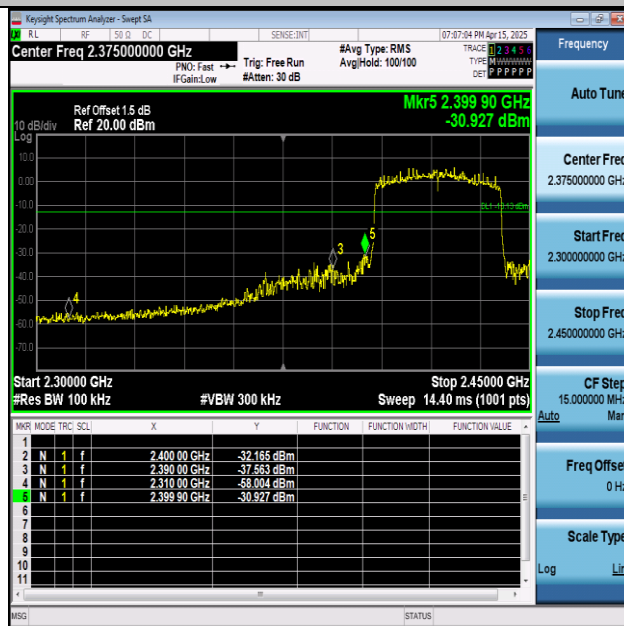 Keysight Spectrum Analyzer - Swept SA
RL RF 50 Ω DC SENSE:INT 07:07:04 PM Apr 15, 2025
Center Freq 2.375000000 GHz #Avg Type: RMS TRACE 1 2 3 4 5 6
PNO: Fast Trig: Free Run Avg|Hold: 100/100 TYPE MWWWWW
IFGain:Low #Atten: 30 dB DET P P P P P P
Ref Offset 1.5 dB Mkr5 2.399 90 GHz
10 dB/div Ref 20.00 dBm -30.927 dBm
Log
10.0
0.00
-10.0
-20.0
-30.0
-40.0
-50.0
-60.0
-70.0
5
3
4
Start 2.30000 GHz Stop 2.45000 GHz
#Res BW 100 kHz #VBW 300 kHz Sweep 14.40 ms (1001 pts)
MKR MODE TRC SCL X Y FUNCTION FUNCTION WIDTH FUNCTION VALUE
1
2 N 1 f 2.400 00 GHz -32.165 dBm
3 N 1 f 2.390 00 GHz -37.563 dBm
4 N 1 f 2.310 00 GHz -58.004 dBm
5 N 1 f 2.399 90 GHz -30.927 dBm
6
7
8
9
10
11
MSG STATUS
Frequency
Auto Tune
Center Freq
2.375000000 GHz
Start Freq
2.300000000 GHz
Stop Freq
2.450000000 GHz
CF Step
15.000000 MHz
Auto Man
Freq Offset
0 Hz
Scale Type
Log Lin